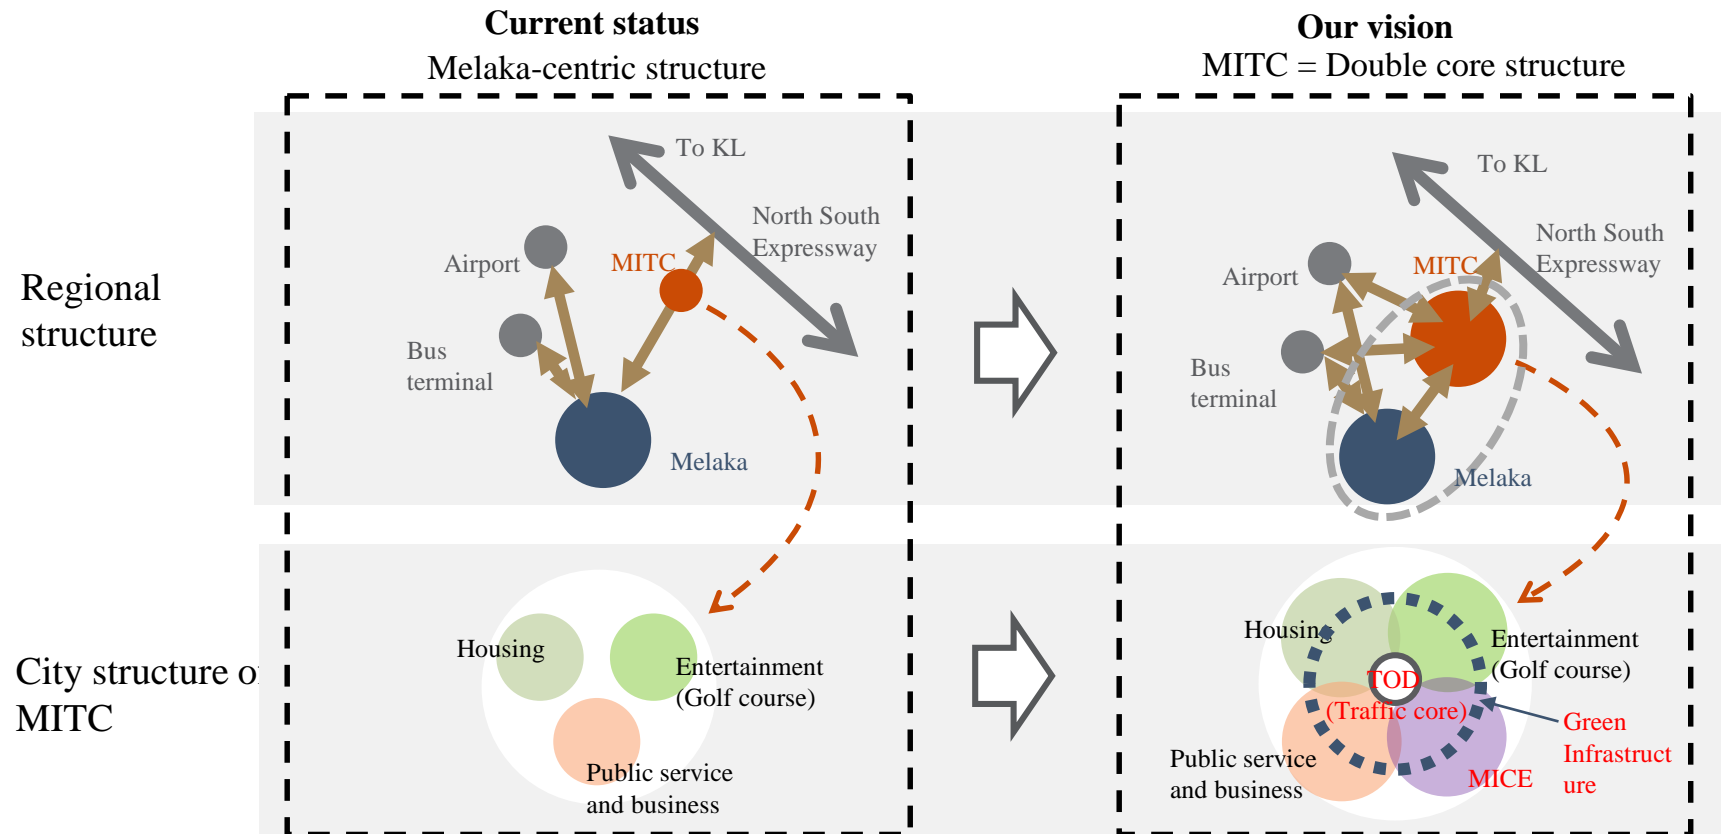 Current status
Melaka-centric structure
Our vision
MITC = Double core structure
Regional
structure
To KL
North South
Expressway
Airport
MITC
Bus
terminal
Melaka
To KL
North South
Expressway
Airport
MITC
Bus
terminal
Melaka
City structure o
MITC
Housing
Entertainment
(Golf course)
Public service
and business
Housing
Entertainment
(Golf course)
TOD
(Traffic core)
Green
Infrastruct
ure
Public service
and business
MICE